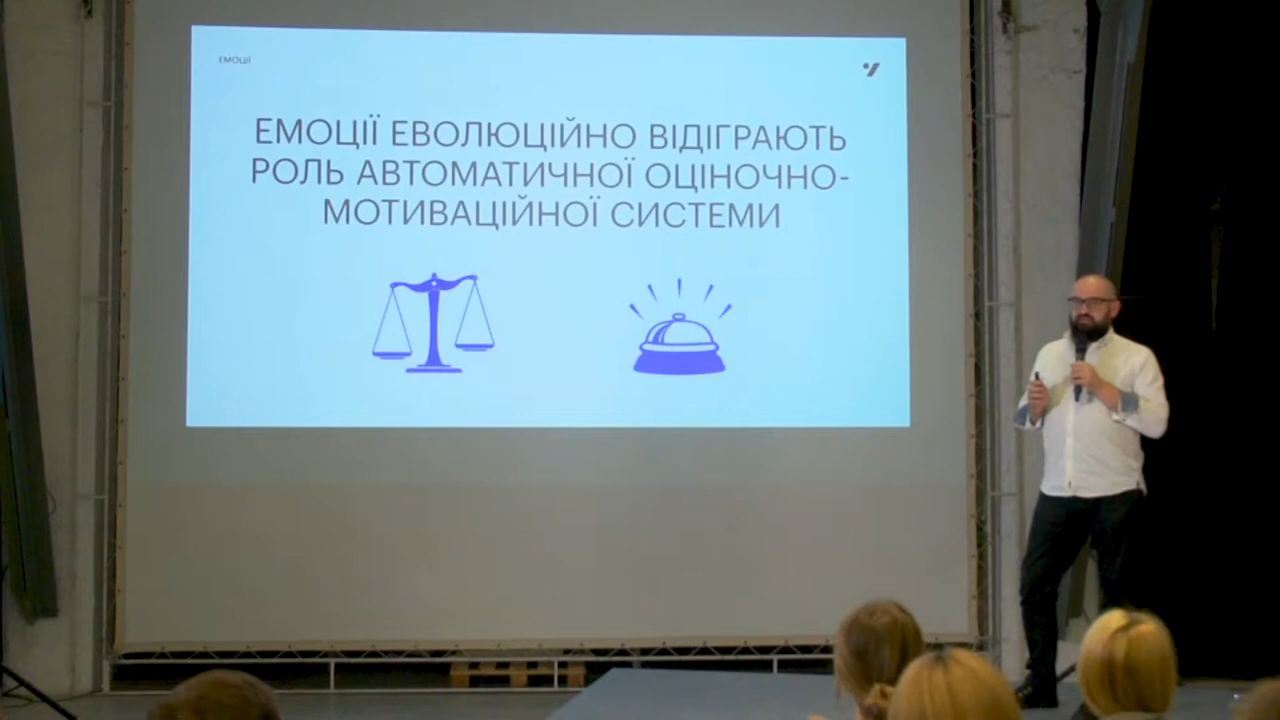 ЕМОЦІЇ
ЕМОЦІЇ ЕВОЛЮЦІЙНО ВІДІГРАЮТЬ
РОЛЬ АВТОМАТИЧНОЇ ОЦІНОЧНО-
МОТИВАЦІЙНОЇ СИСТЕМИ